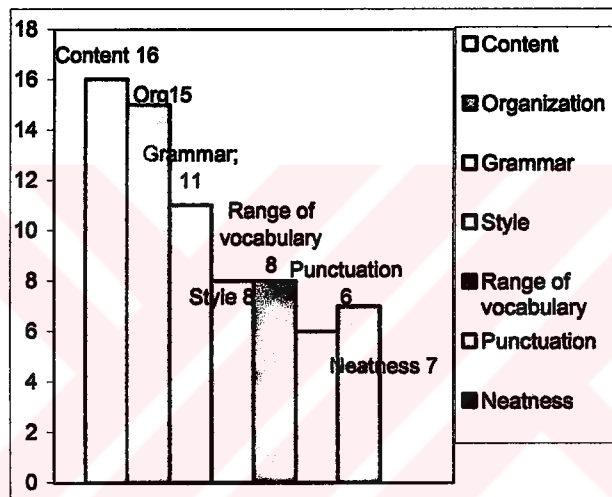 18
16
14
12
10
8
6
4
2
0
Content 16
Org15
Grammar;
11
Style 8
Range of
vocabulary
8
Punctuation
6
Neatness 7
Content
Organization
Grammar
Style
Range of
vocabulary
Punctuation
Neatness